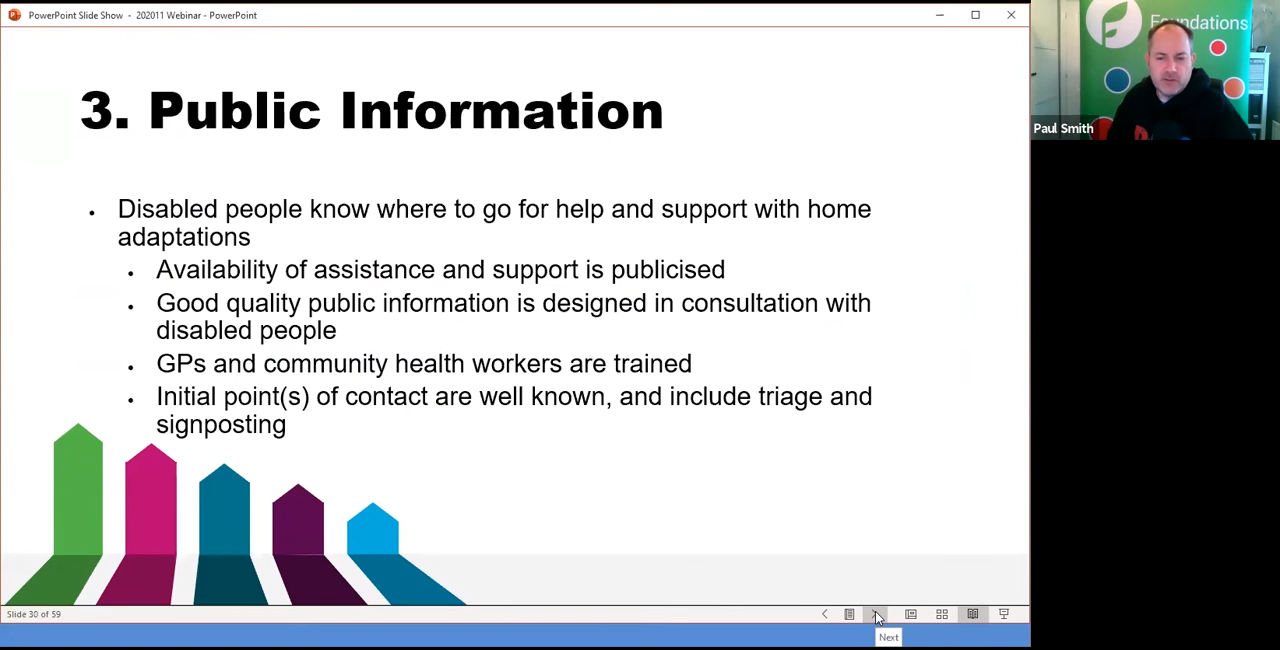 PowerPoint Slide Show - 202011 Webinar - PowerPoint
Foundations
Paul Smith
3. Public Information
• Disabled people know where to go for help and support with home
adaptations
• Availability of assistance and support is publicised
• Good quality public information is designed in consultation with
disabled people
• GPs and community health workers are trained
• Initial point(s) of contact are well known, and include triage and
signposting
Slide 30 of 59
Next